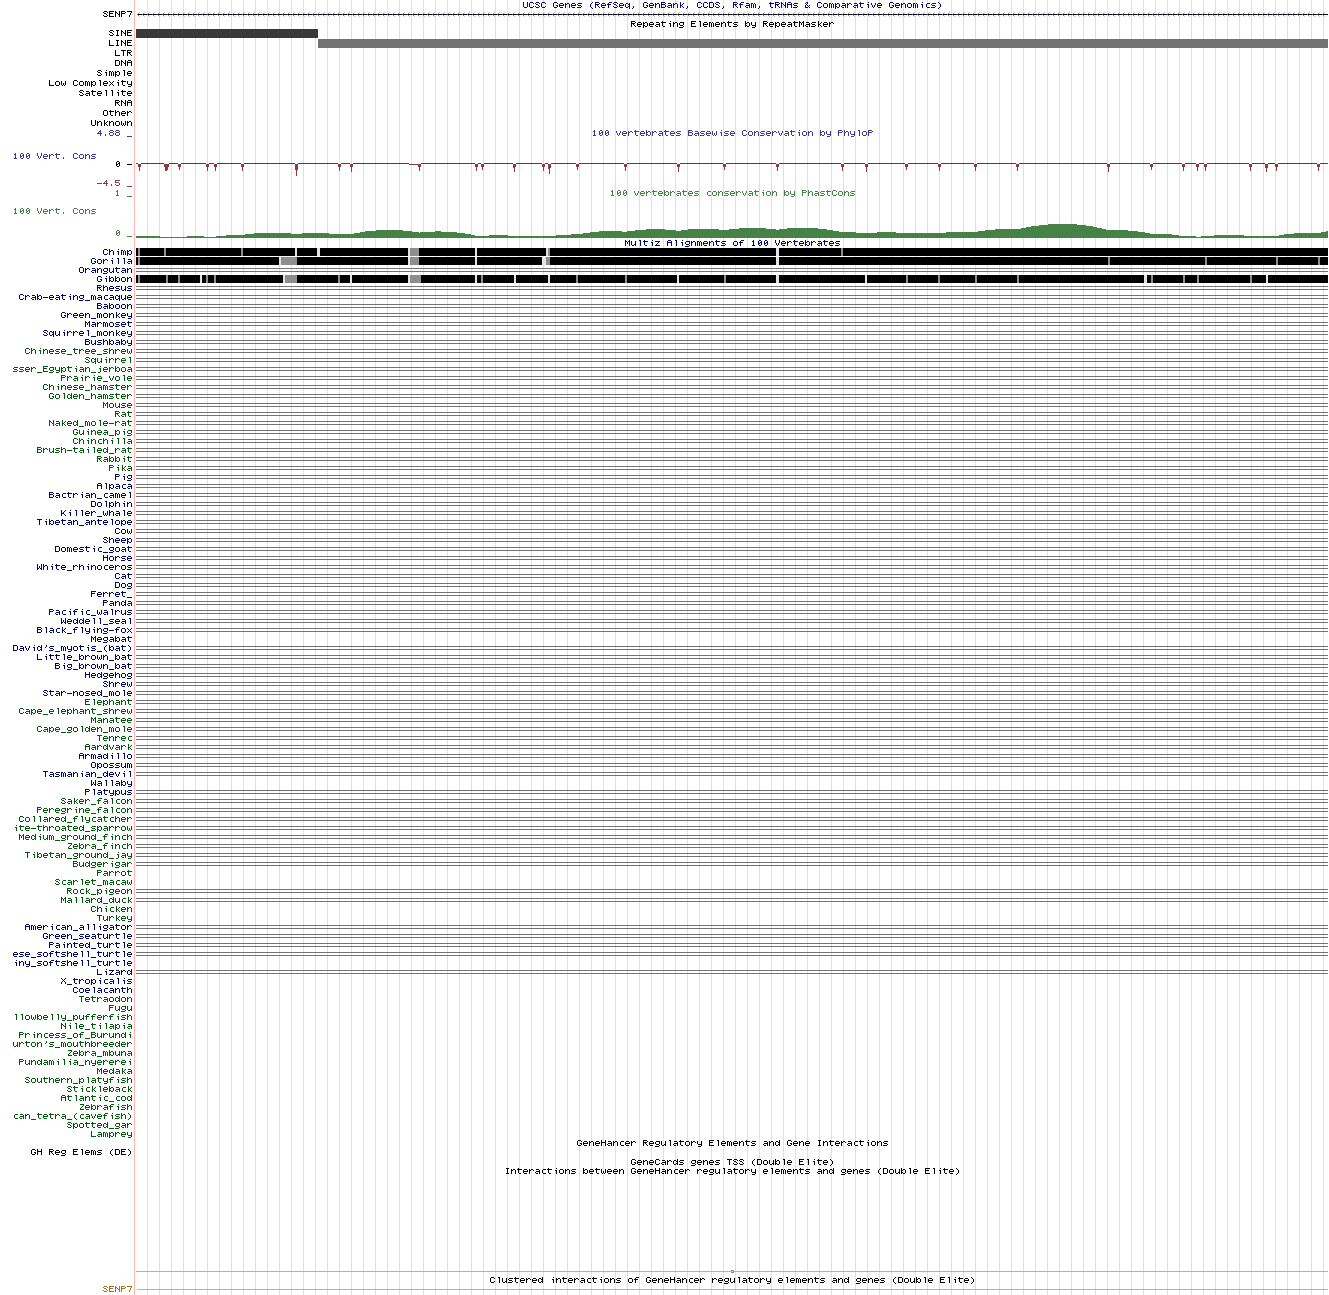 UCSC Genes (RefSeq, GenBank, CCDS, Rfam, tRNAs & Comparative Genomics)
SENP7
Repeating Elements by RepeatMasker
SINE
LINE
LTR
DNA
Simple
Low Complexity
Satellite
RNA
Other
Unknown
4.88 _
100 vertebrates Basewise Conservation by PhyloP
100 Vert. Cons
0 -
-4.5 _
1 _
100 vertebrates conservation by PhastCons
100 Vert. Cons
0 _
Multiz Alignments of 100 Vertebrates
Chimp
Gorilla
Orangutan
Gibbon
Rhesus
Crab-eating_macaque
Baboon
Green_monkey
Marmoset
Squirrel_monkey
Bushbaby
Chinese_tree_shrew
Squirrel
sser_Egyptian_jerboa
Prairie_vole
Chinese_hamster
Golden_hamster
Mouse
Rat
Naked_mole-rat
Guinea_pig
Chinchilla
Brush-tailed_rat
Rabbit
Pika
Pig
Alpaca
Bactrian_camel
Dolphin
Killer_whale
Tibetan_antelope
Cow
Sheep
Domestic_goat
Horse
White_rhinoceros
Cat
Dog
Ferret_
Panda
Pacific_walrus
Weddell_seal
Black_flying-fox
Megabat
David's_myotis_(bat)
Little_brown_bat
Big_brown_bat
Hedgehog
Shrew
Star-nosed_mole
Elephant
Cape_elephant_shrew
Manatee
Cape_golden_mole
Tenrec
Aardvark
Armadillo
Opossum
Tasmanian_devil
Wallaby
Platypus
Saker_falcon
Peregrine_falcon
Collared_flycatcher
ite-throated_sparrow
Medium_ground_finch
Zebra_finch
Tibetan_ground_jay
Budgerigar
Parrot
Scarlet_macaw
Rock_pigeon
Mallard_duck
Chicken
Turkey
American_alligator
Green_seaturtle
Painted_turtle
ese_softshell_turtle
iny_softshell_turtle
Lizard
X_tropicalis
Coelacanth
Tetraodon
Fugu
llowbelly_pufferfish
Nile_tilapia
Princess_of_Burundi
urton's_mouthbreeder
Zebra_mbuna
Pundamilia_nyererei
Medaka
Southern_platyfish
Stickleback
Atlantic_cod
Zebrafish
can_tetra_(cavefish)
Spotted_gar
Lamprey
GeneHancer Regulatory Elements and Gene Interactions
GH Reg Elems (DE)
GeneCards genes TSS (Double Elite)
Interactions between GeneHancer regulatory elements and genes (Double Elite)
Clustered interactions of GeneHancer regulatory elements and genes (Double Elite)
SENP7